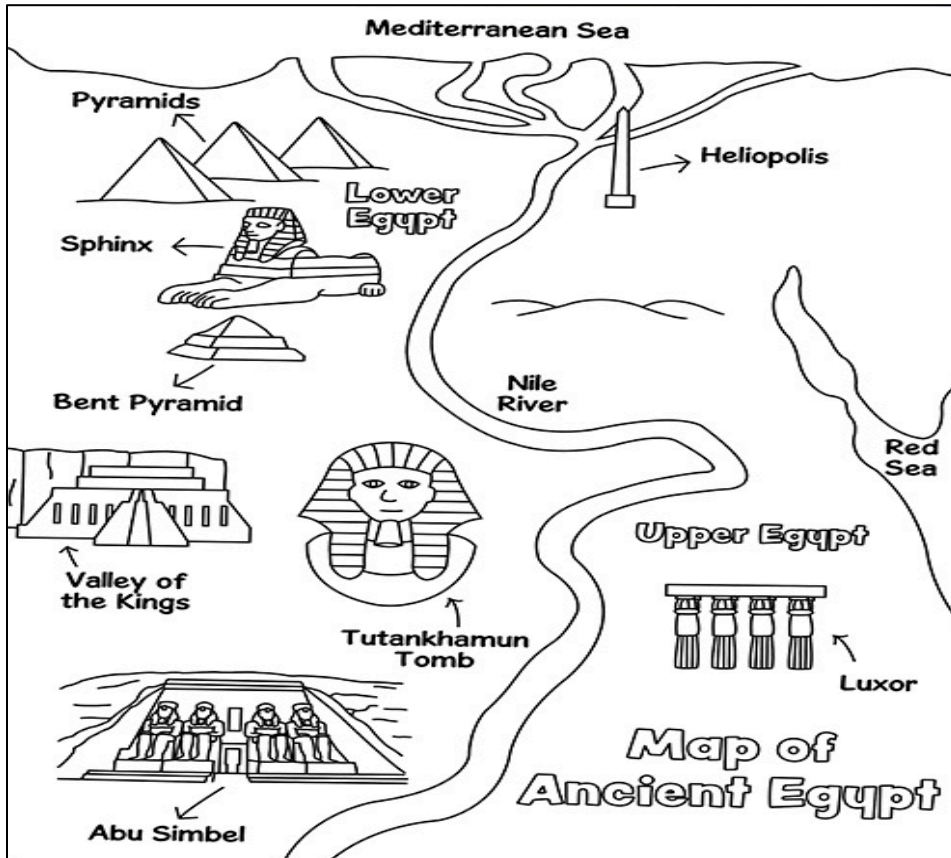 Mediterranean Sea
Pyramids
Heliopolis
Lower
Egypt
Sphinx
Bent Pyramid
Nile
River
Red
Sea
Upper Egypt
Valley of
the Kings
Tutankhamun
Tomb
Luxor
Map of
Ancient Egypt
Abu Simbel